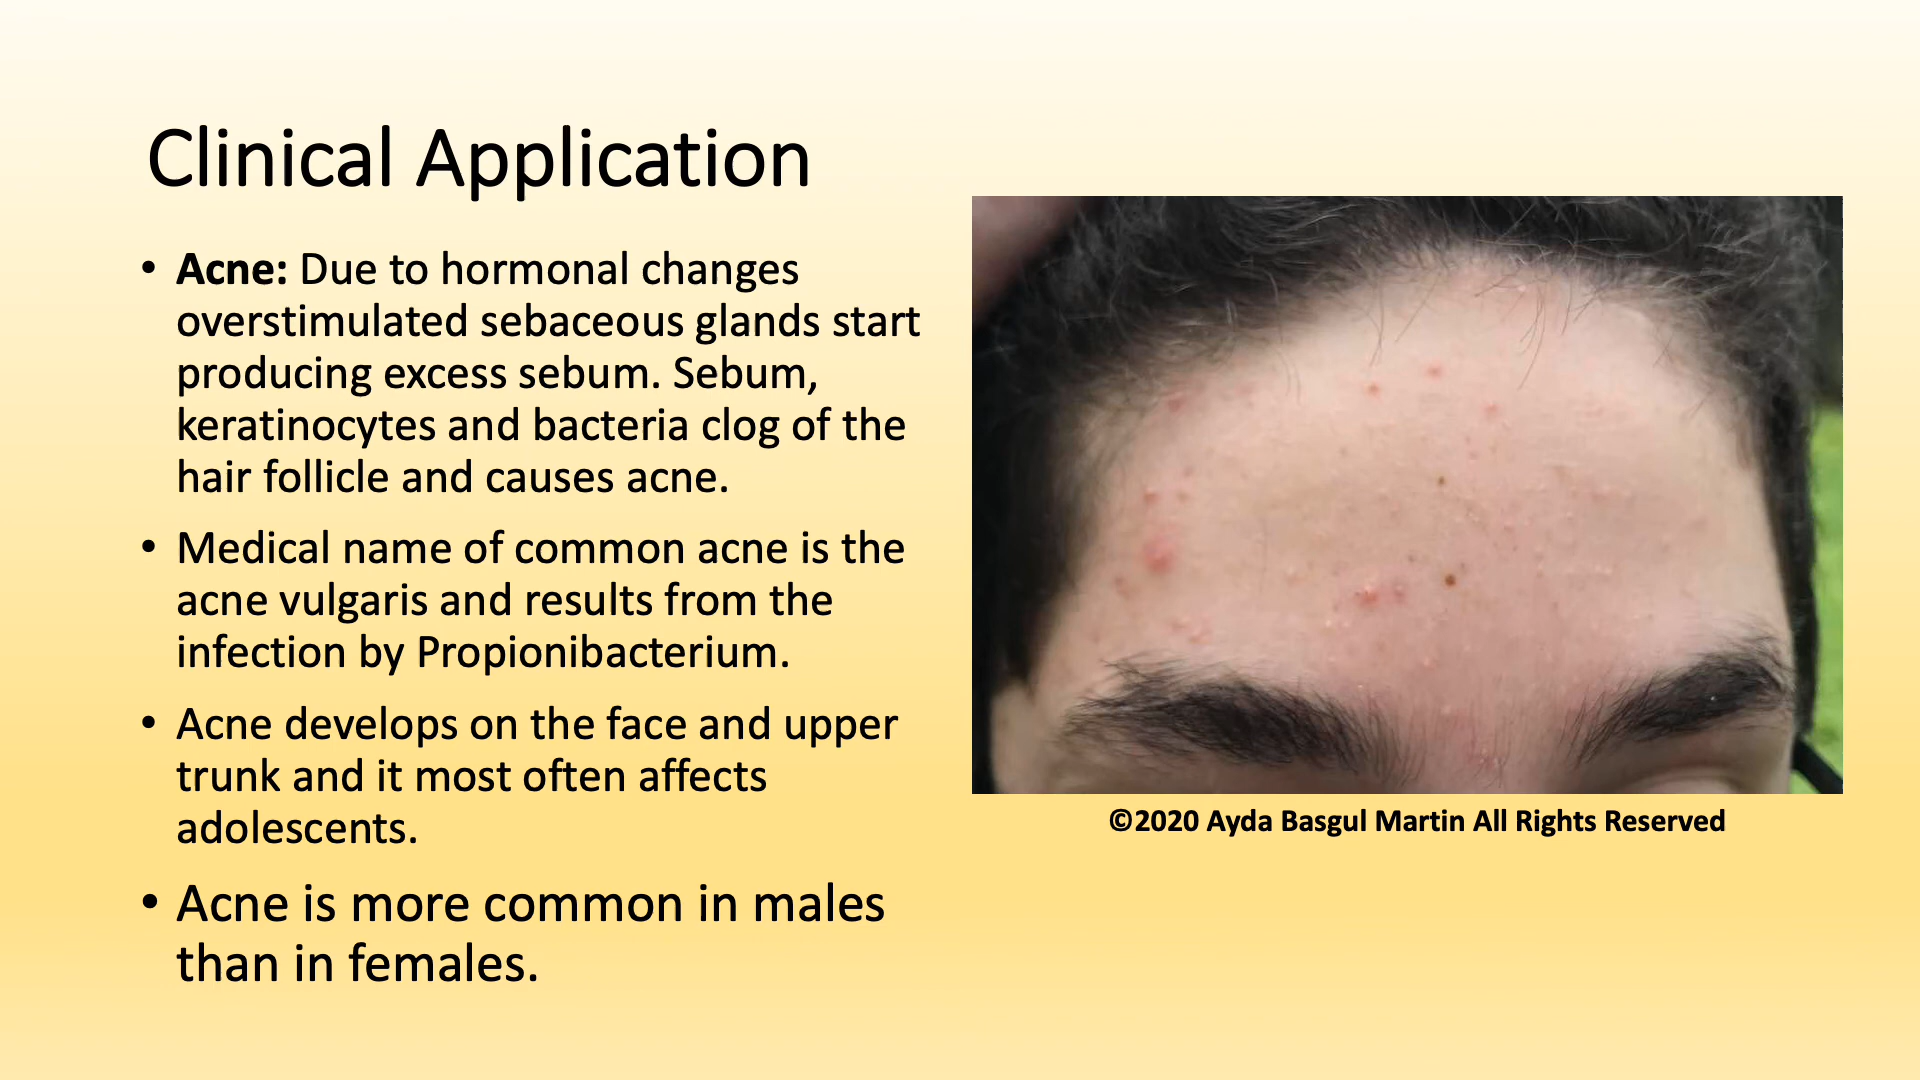 Clinical Application
• Acne: Due to hormonal changes
overstimulated sebaceous glands start
producing excess sebum. Sebum,
keratinocytes and bacteria clog of the
hair follicle and causes acne.
• Medical name of common acne is the
acne vulgaris and results from the
infection by Propionibacterium.
• Acne develops on the face and upper
trunk and it most often affects
adolescents.
• Acne is more common in males
than in females.
©2020 Ayda Basgul Martin All Rights Reserved